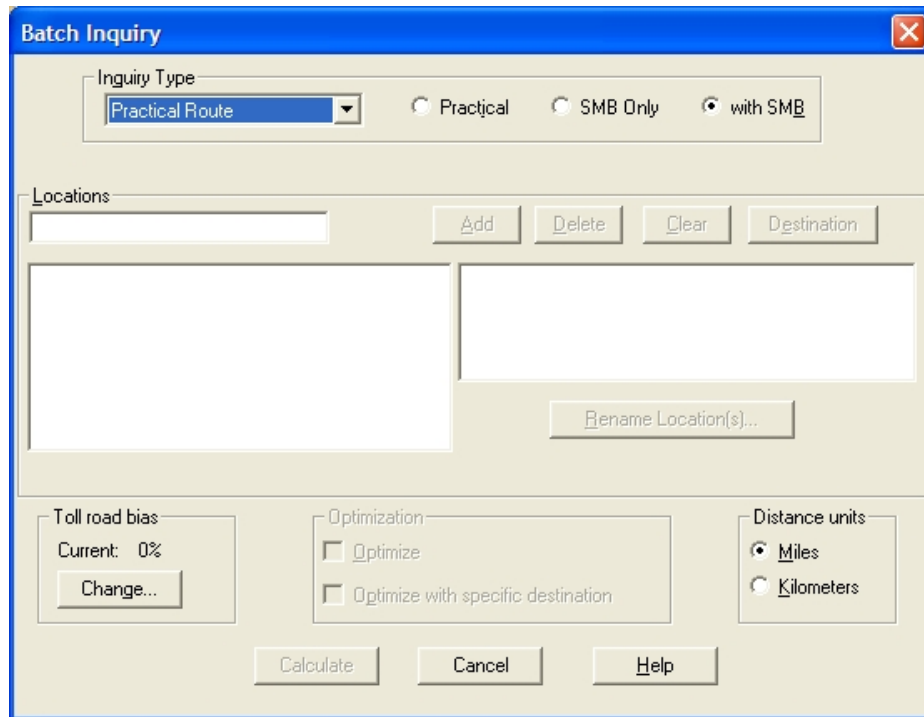 Batch Inquiry
Inquiry Type
Practical Route Practical SMB Only with SMB
Locations
Add Delete Clear Destination
Rename Location(s)...
Toll road bias Optimization Distance units
Current: 0% Optimize Miles
Change... Optimize with specific destination Kilometers
Calculate Cancel Help